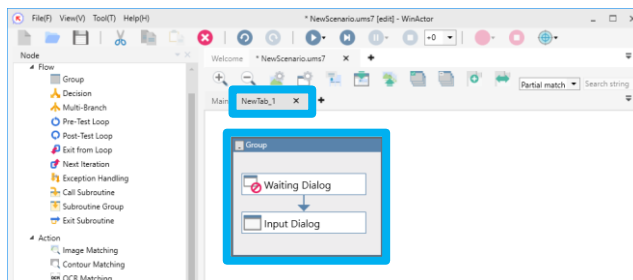 File(F) View(V) Tool(T) Help(H)
* NewScenario.ums7 [edit] - WinActor
+0
Node
Welcome * NewScenario.ums7
Partial match Search string
Main NewTab_1
Flow
Group
Decision
Multi-Branch
Pre-Test Loop
Post-Test Loop
Exit from Loop
Next Iteration
Exception Handling
Call Subroutine
Subroutine Group
Exit Subroutine
Action
Image Matching
Contour Matching
OCR Matching
Group
Waiting Dialog
Input Dialog